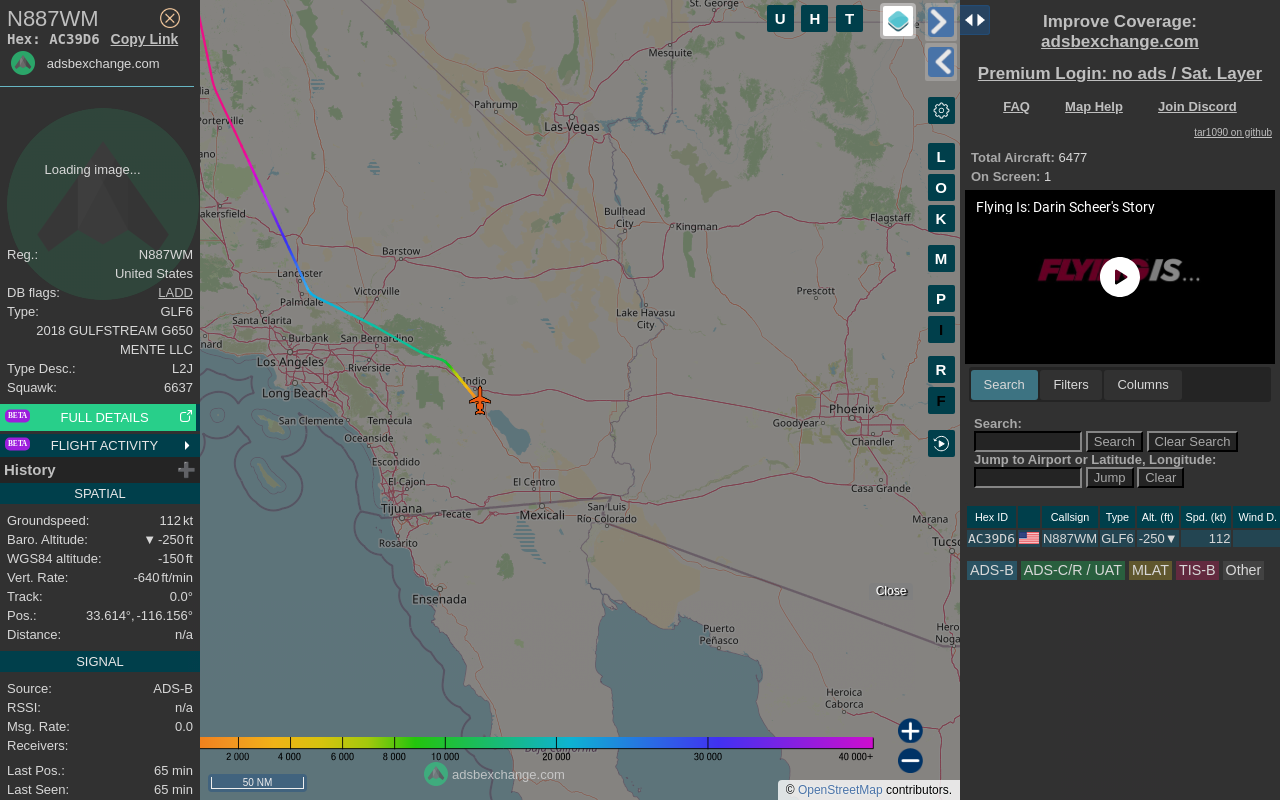 N887WM
Hex: AC39D6 Copy Link
adsbexchange.com
Loading image...
Reg.: N887WM
United States
DB flags: LADD
Type: GLF6
2018 GULFSTREAM G650
MENTE LLC
Type Desc.: L2J
Squawk: 6637
BETA FULL DETAILS
BETA FLIGHT ACTIVITY
History
SPATIAL
Groundspeed: 112 kt
Baro. Altitude: ▼ -250 ft
WGS84 altitude: -150 ft
Vert. Rate: -640 ft/min
Track: 0.0°
Pos.: 33.614°, -116.156°
Distance: n/a
SIGNAL
Source: ADS-B
RSSI: n/a
Msg. Rate: 0.0
Receivers:
Last Pos.: 65 min
Last Seen: 65 min
St. George
Mesquite
Pahrump
Las Vegas
Porterville
akersfield
Bullhead
City
Kingman
Flagstaff
Barstow
Lancaster
Palmdale
Victorville
Prescott
Santa Clarita
Lake Havasu
City
Burbank
San Bernardino
Los Angeles
Riverside
Long Beach
Indio
Phoenix
Goodyear
San Clemente
Temecula
Chandler
Oceanside
Escondido
El Cajon
El Centro
Casa Grande
Tijuana
Tecate
Mexicali
San Luis
Río Colorado
Marana
Tucso
Rosarito
Ensenada
Close
Puerto
Peñasco
Hero
Noga
Heroica
Caborca
Baja California
2 000 4 000 6 000 8 000 10 000 20 000 30 000 40 000+
adsbexchange.com
50 NM
© OpenStreetMap contributors.
U H T
L
O
K
M
P
I
R
F
Improve Coverage:
adsbexchange.com
Premium Login: no ads / Sat. Layer
FAQ Map Help Join Discord
tar1090 on github
Total Aircraft: 6477
On Screen: 1
Flying Is: Darin Scheer's Story
FLYING IS...
Search Filters Columns
Search:
Search Clear Search
Jump to Airport or Latitude, Longitude:
Jump Clear
Hex ID Callsign Type Alt. (ft) Spd. (kt) Wind D.
AC39D6 N887WM GLF6 -250▼ 112
ADS-B ADS-C/R / UAT MLAT TIS-B Other